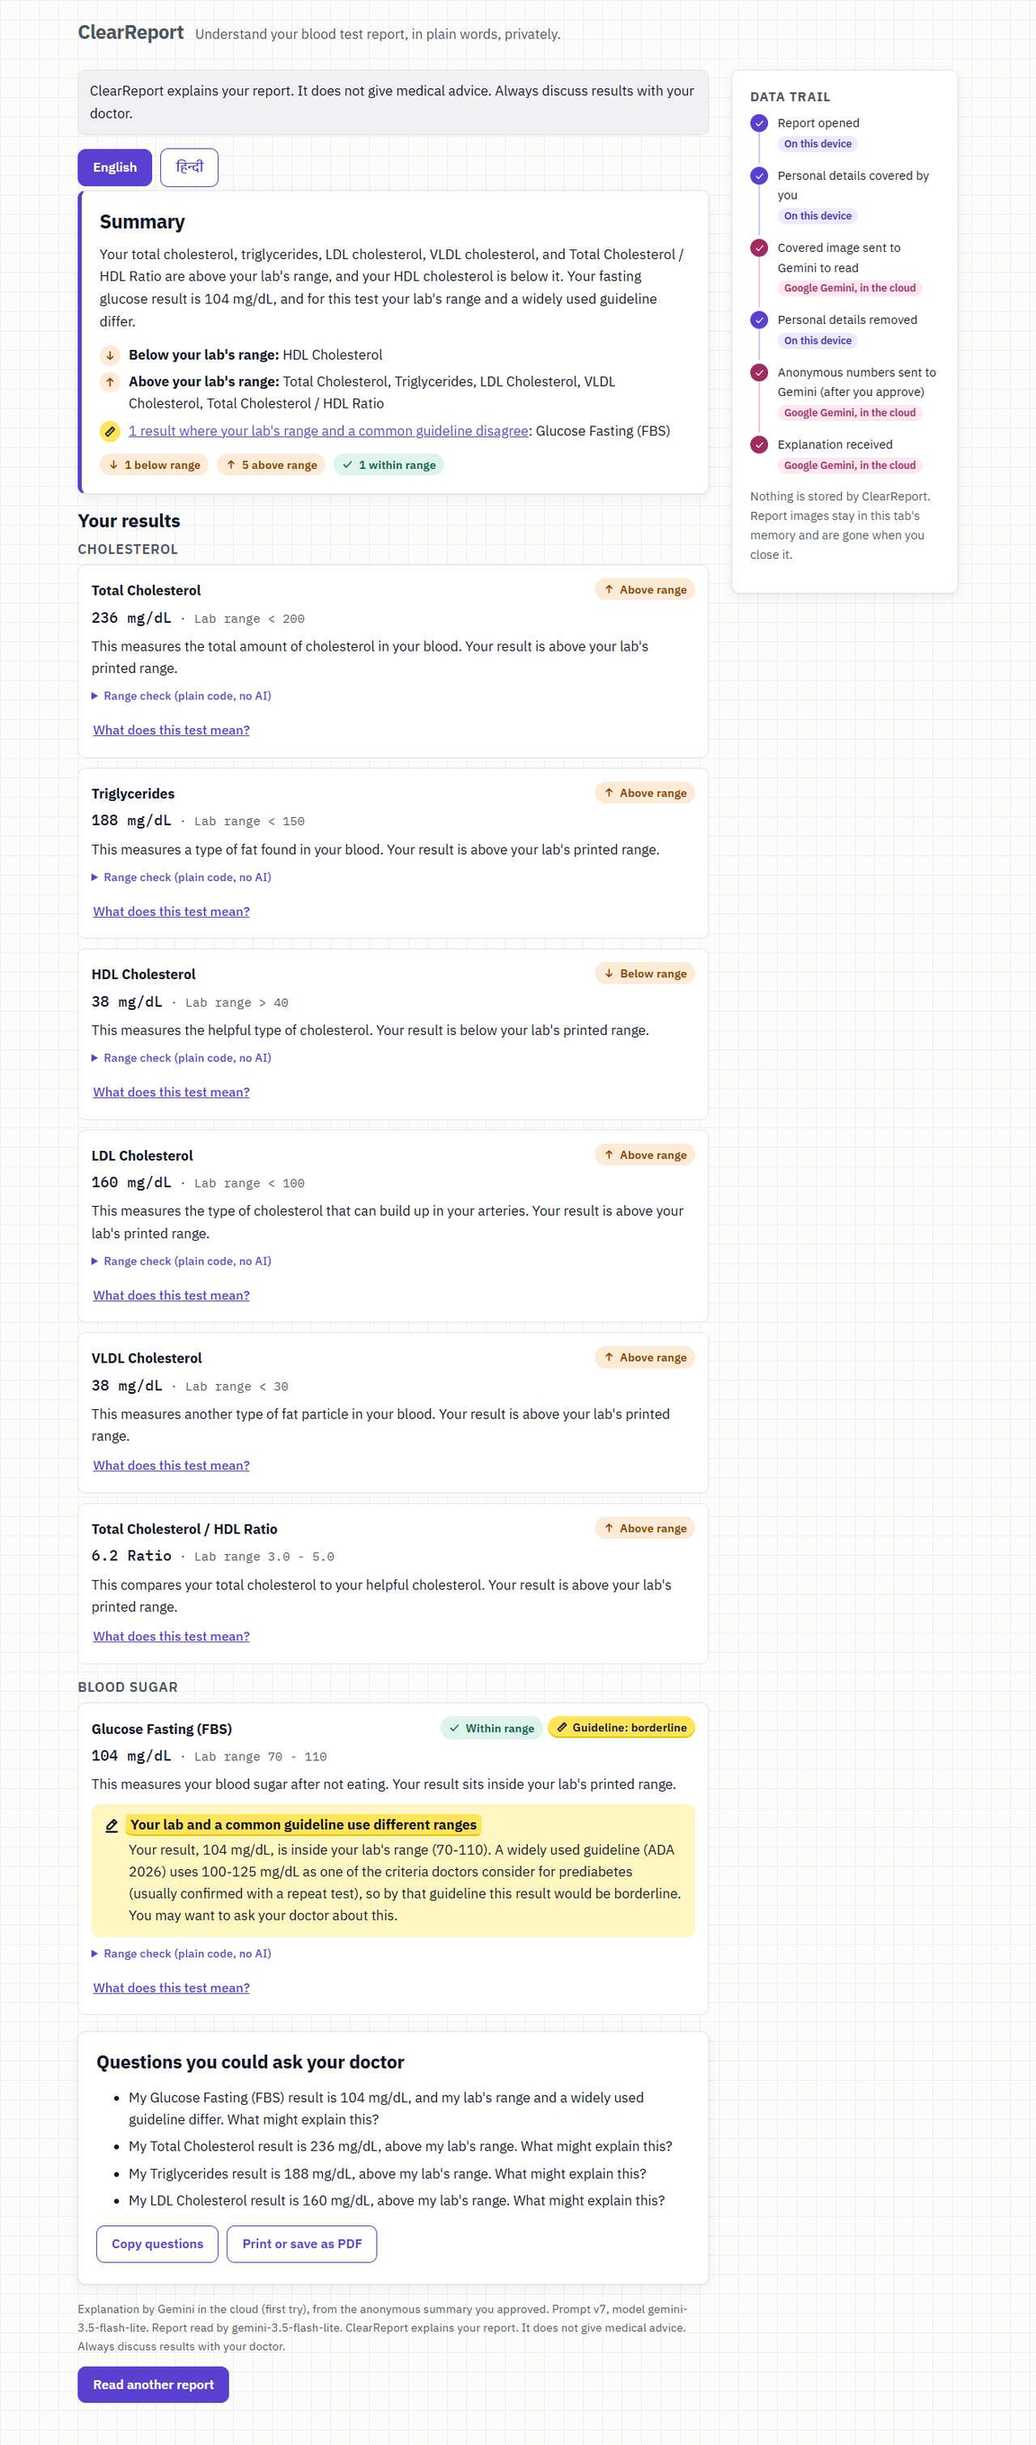 ClearReport Understand your blood test report, in plain words, privately.
ClearReport explains your report. It does not give medical advice. Always discuss results with your
doctor.
English हिन्दी
Summary
Your total cholesterol, triglycerides, LDL cholesterol, VLDL cholesterol, and Total Cholesterol /
HDL Ratio are above your lab's range, and your HDL cholesterol is below it. Your fasting
glucose result is 104 mg/dL, and for this test your lab's range and a widely used guideline
differ.
↓ Below your lab's range: HDL Cholesterol
↑ Above your lab's range: Total Cholesterol, Triglycerides, LDL Cholesterol, VLDL
Cholesterol, Total Cholesterol / HDL Ratio
1 result where your lab's range and a common guideline disagree: Glucose Fasting (FBS)
↓ 1 below range ↑ 5 above range ✓ 1 within range
Your results
CHOLESTEROL
Total Cholesterol ↑ Above range
236 mg/dL · Lab range < 200
This measures the total amount of cholesterol in your blood. Your result is above your lab's
printed range.
▶ Range check (plain code, no AI)
What does this test mean?
Triglycerides ↑ Above range
188 mg/dL · Lab range < 150
This measures a type of fat found in your blood. Your result is above your lab's printed range.
▶ Range check (plain code, no AI)
What does this test mean?
HDL Cholesterol ↓ Below range
38 mg/dL · Lab range > 40
This measures the helpful type of cholesterol. Your result is below your lab's printed range.
▶ Range check (plain code, no AI)
What does this test mean?
LDL Cholesterol ↑ Above range
160 mg/dL · Lab range < 100
This measures the type of cholesterol that can build up in your arteries. Your result is above your
lab's printed range.
▶ Range check (plain code, no AI)
What does this test mean?
VLDL Cholesterol ↑ Above range
38 mg/dL · Lab range < 30
This measures another type of fat particle in your blood. Your result is above your lab's printed
range.
What does this test mean?
Total Cholesterol / HDL Ratio ↑ Above range
6.2 Ratio · Lab range 3.0 - 5.0
This compares your total cholesterol to your helpful cholesterol. Your result is above your lab's
printed range.
What does this test mean?
BLOOD SUGAR
Glucose Fasting (FBS) ✓ Within range Guideline: borderline
104 mg/dL · Lab range 70 - 110
This measures your blood sugar after not eating. Your result sits inside your lab's printed range.
Your lab and a common guideline use different ranges
Your result, 104 mg/dL, is inside your lab's range (70-110). A widely used guideline (ADA
2026) uses 100-125 mg/dL as one of the criteria doctors consider for prediabetes
(usually confirmed with a repeat test), so by that guideline this result would be borderline.
You may want to ask your doctor about this.
▶ Range check (plain code, no AI)
What does this test mean?
Questions you could ask your doctor
• My Glucose Fasting (FBS) result is 104 mg/dL, and my lab's range and a widely used
guideline differ. What might explain this?
• My Total Cholesterol result is 236 mg/dL, above my lab's range. What might explain this?
• My Triglycerides result is 188 mg/dL, above my lab's range. What might explain this?
• My LDL Cholesterol result is 160 mg/dL, above my lab's range. What might explain this?
Copy questions Print or save as PDF
Explanation by Gemini in the cloud (first try), from the anonymous summary you approved. Prompt v7, model gemini-
3.5-flash-lite. Report read by gemini-3.5-flash-lite. ClearReport explains your report. It does not give medical advice.
Always discuss results with your doctor.
Read another report
DATA TRAIL
Report opened
On this device
Personal details covered by
you
On this device
Covered image sent to
Gemini to read
Google Gemini, in the cloud
Personal details removed
On this device
Anonymous numbers sent to
Gemini (after you approve)
Google Gemini, in the cloud
Explanation received
Google Gemini, in the cloud
Nothing is stored by ClearReport.
Report images stay in this tab's
memory and are gone when you
close it.